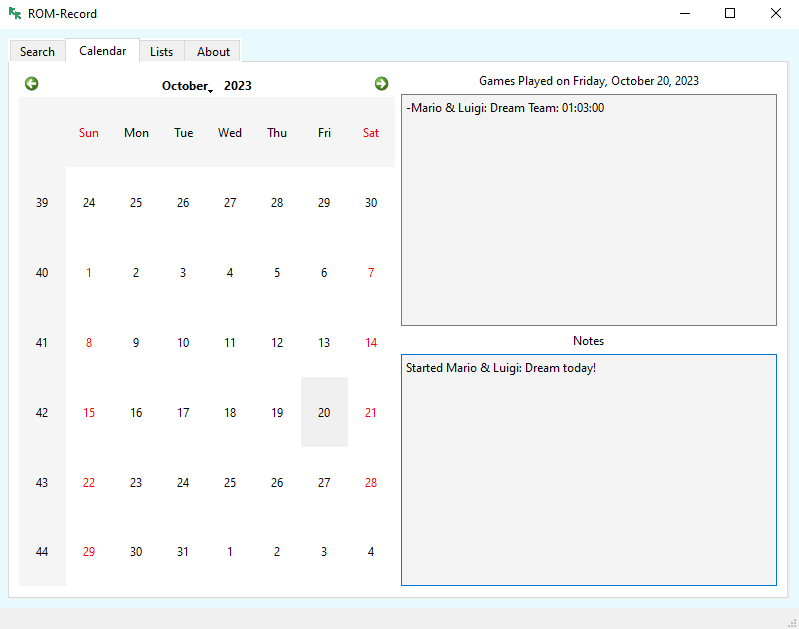 ROM-Record
Search Calendar Lists About
October 2023
Sun Mon Tue Wed Thu Fri Sat
39 24 25 26 27 28 29 30
40 1 2 3 4 5 6 7
41 8 9 10 11 12 13 14
42 15 16 17 18 19 20 21
43 22 23 24 25 26 27 28
44 29 30 31 1 2 3 4
Games Played on Friday, October 20, 2023
-Mario & Luigi: Dream Team: 01:03:00
Notes
Started Mario & Luigi: Dream today!